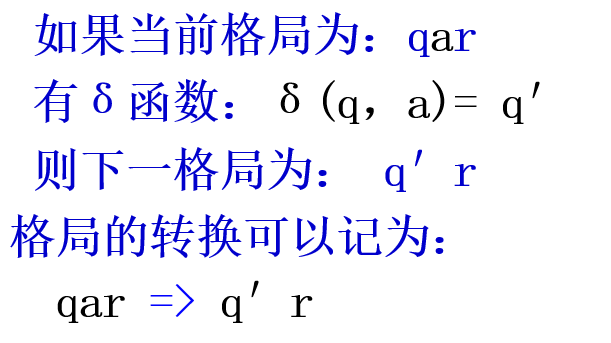 如果当前格局为：qar
有δ函数： δ(q，a)= q′
则下一格局为： q′ r
格局的转换可以记为：
qar => q′ r